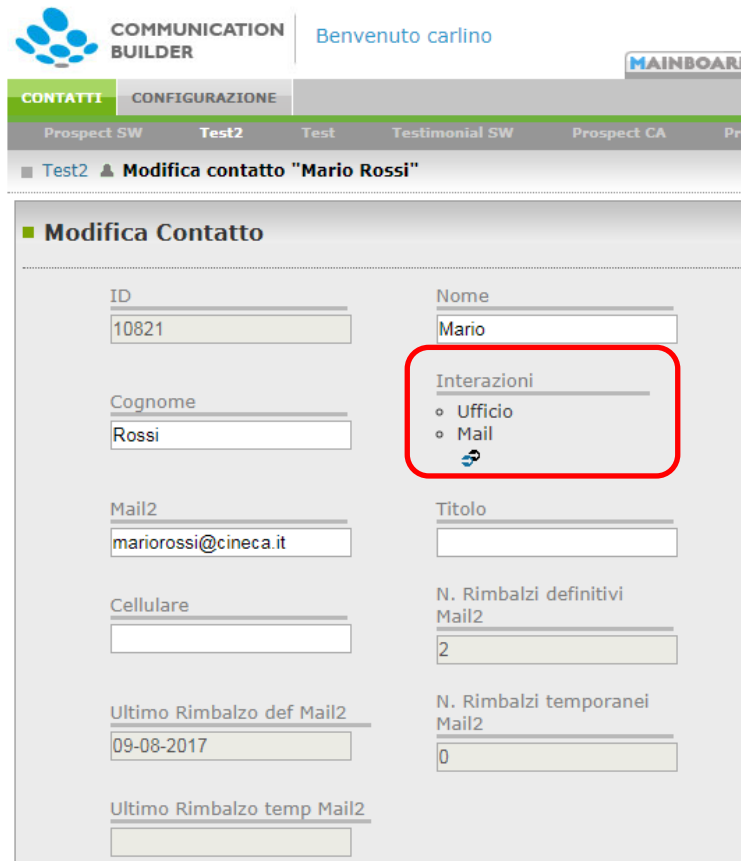 COMMUNICATION
BUILDER
Benvenuto carlino
MAINBOAR
CONTATTI CONFIGURAZIONE
Prospect SW Test2 Test Testimonial SW Prospect CA Pr
Test2 Modifica contatto "Mario Rossi"
Modifica Contatto
ID
10821
Nome
Mario
Cognome
Rossi
Interazioni
Ufficio
Mail
Mail2
mariorossi@cineca.it
Titolo
Cellulare
N. Rimbalzi definitivi
Mail2
2
Ultimo Rimbalzo def Mail2
09-08-2017
N. Rimbalzi temporanei
Mail2
0
Ultimo Rimbalzo temp Mail2